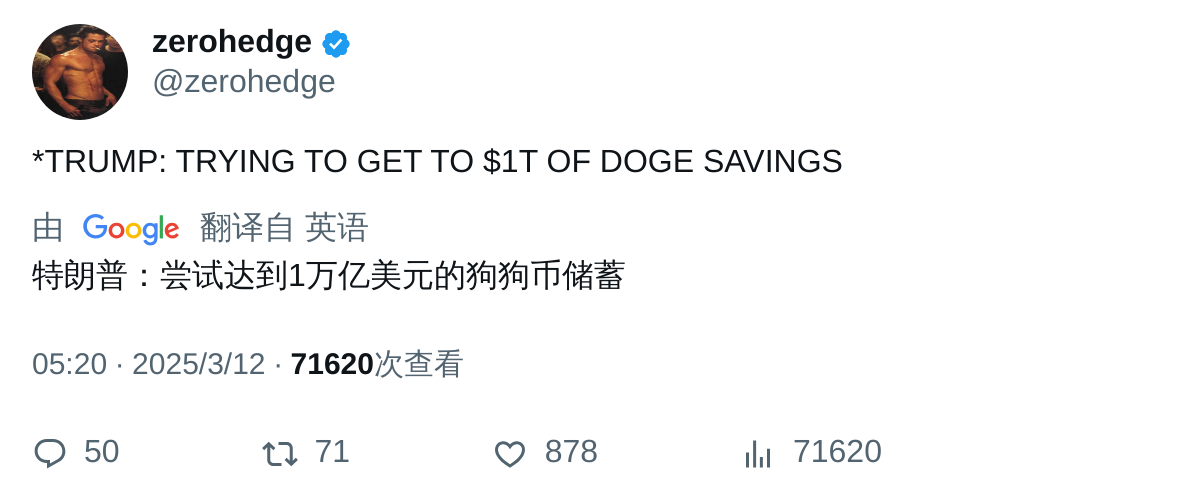 zerohedge
@zerohedge
*TRUMP: TRYING TO GET TO $1T OF DOGE SAVINGS
由 Google 翻译自 英语
特朗普：尝试达到1万亿美元的狗狗币储蓄
05:20 · 2025/3/12 · 71620次查看
50 71 878 71620